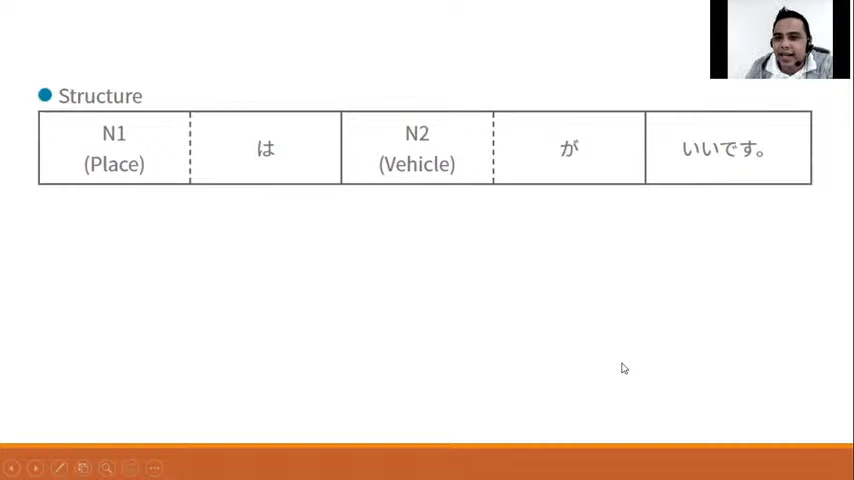 Structure
N1
(Place)
は
N2
(Vehicle)
が
いいです。